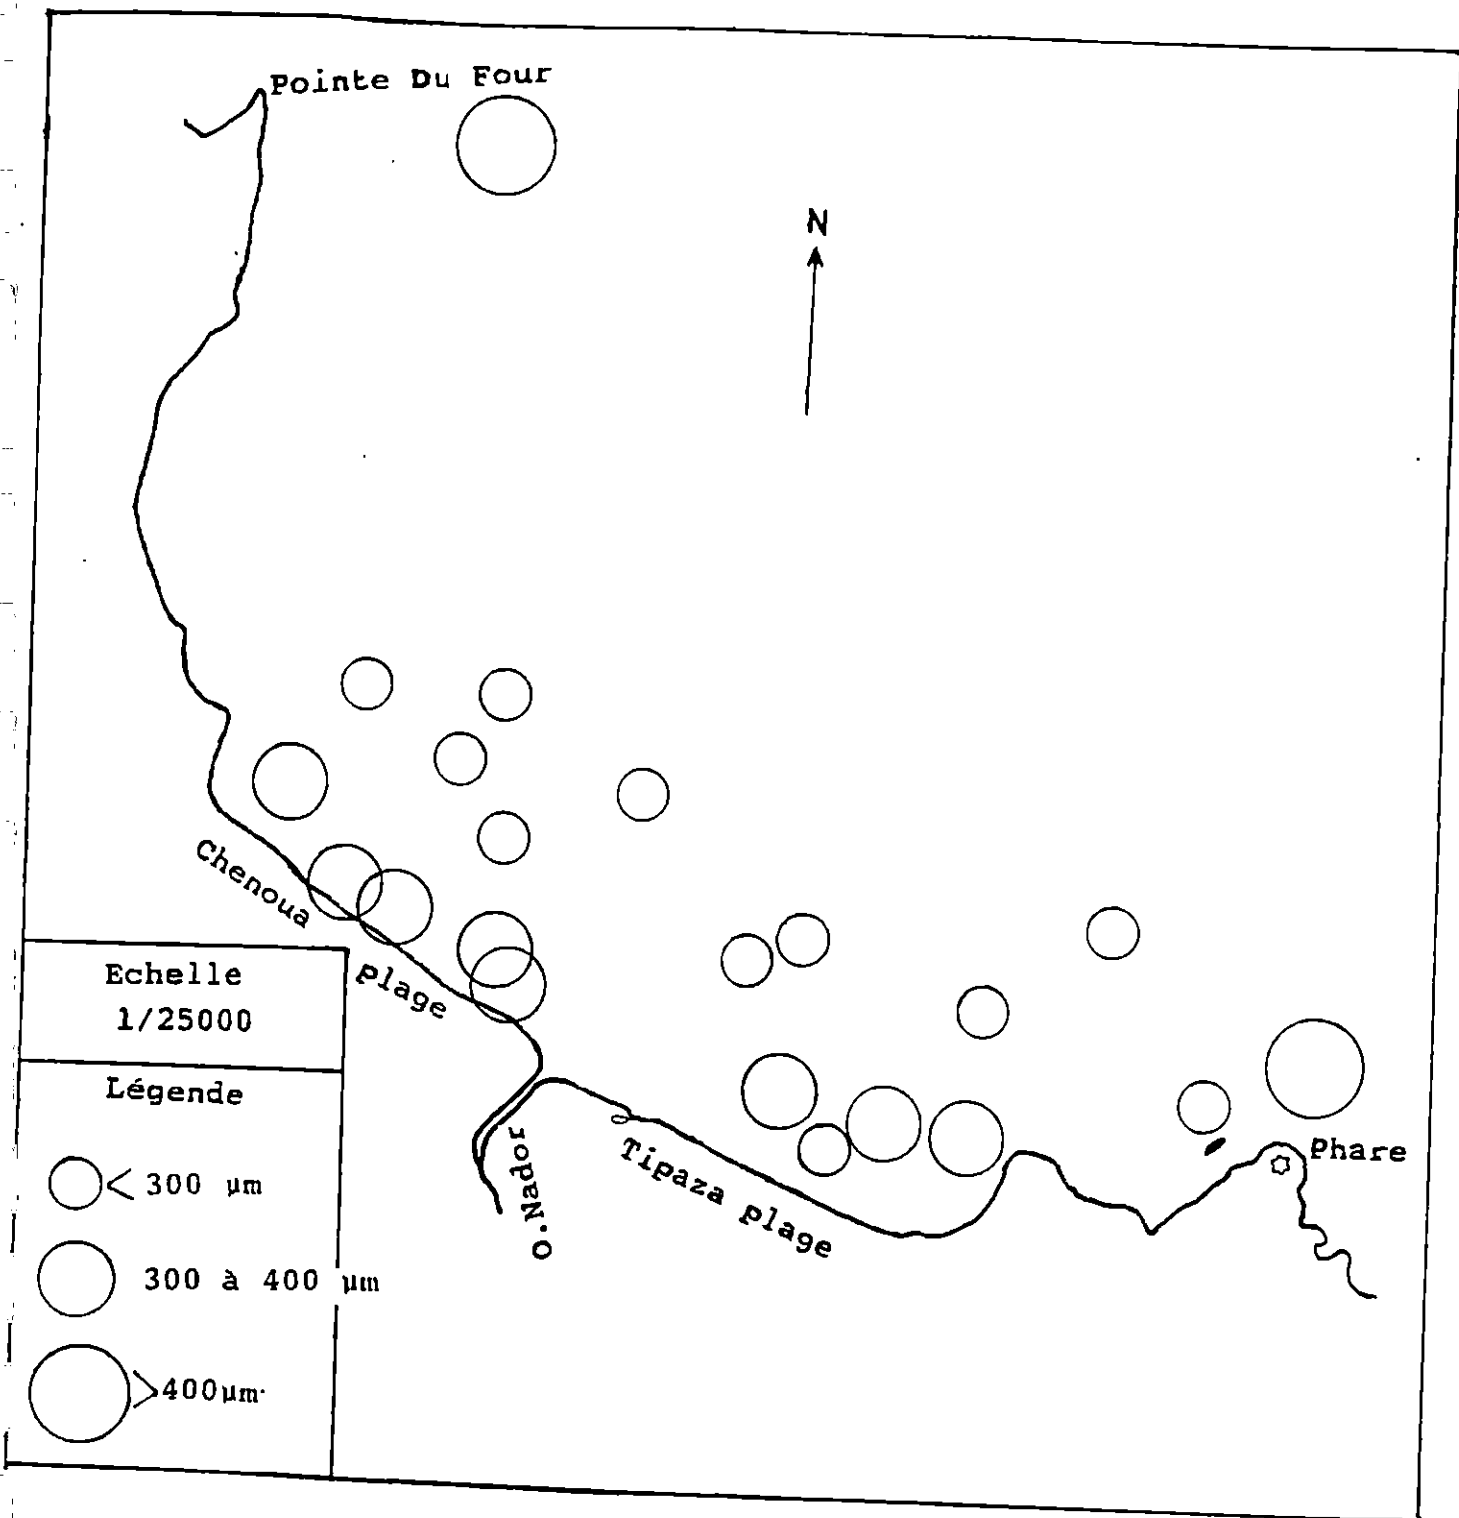 Pointe Du Four
N
Chenoua plage
Echelle
1/25000
Légende
< 300 µm
300 à 400 µm
>400µm
O.Nador
Tipaza plage
Phare